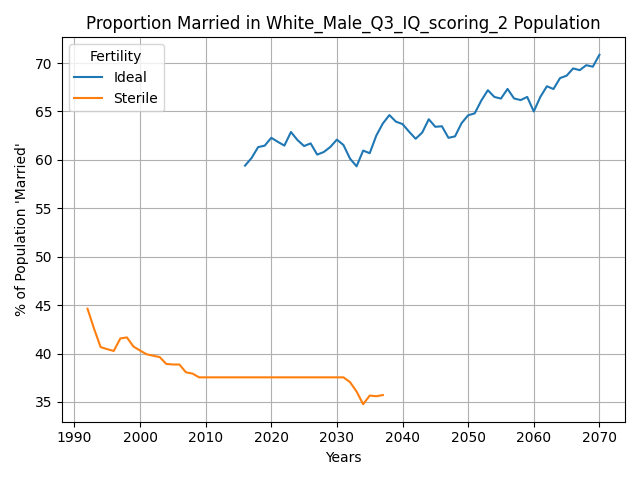 Proportion Married in White_Male_Q3_IQ_scoring_2 Population
% of Population 'Married'
Fertility
Ideal
Sterile
70
65
60
55
50
45
40
35
1990 2000 2010 2020 2030 2040 2050 2060 2070
Years